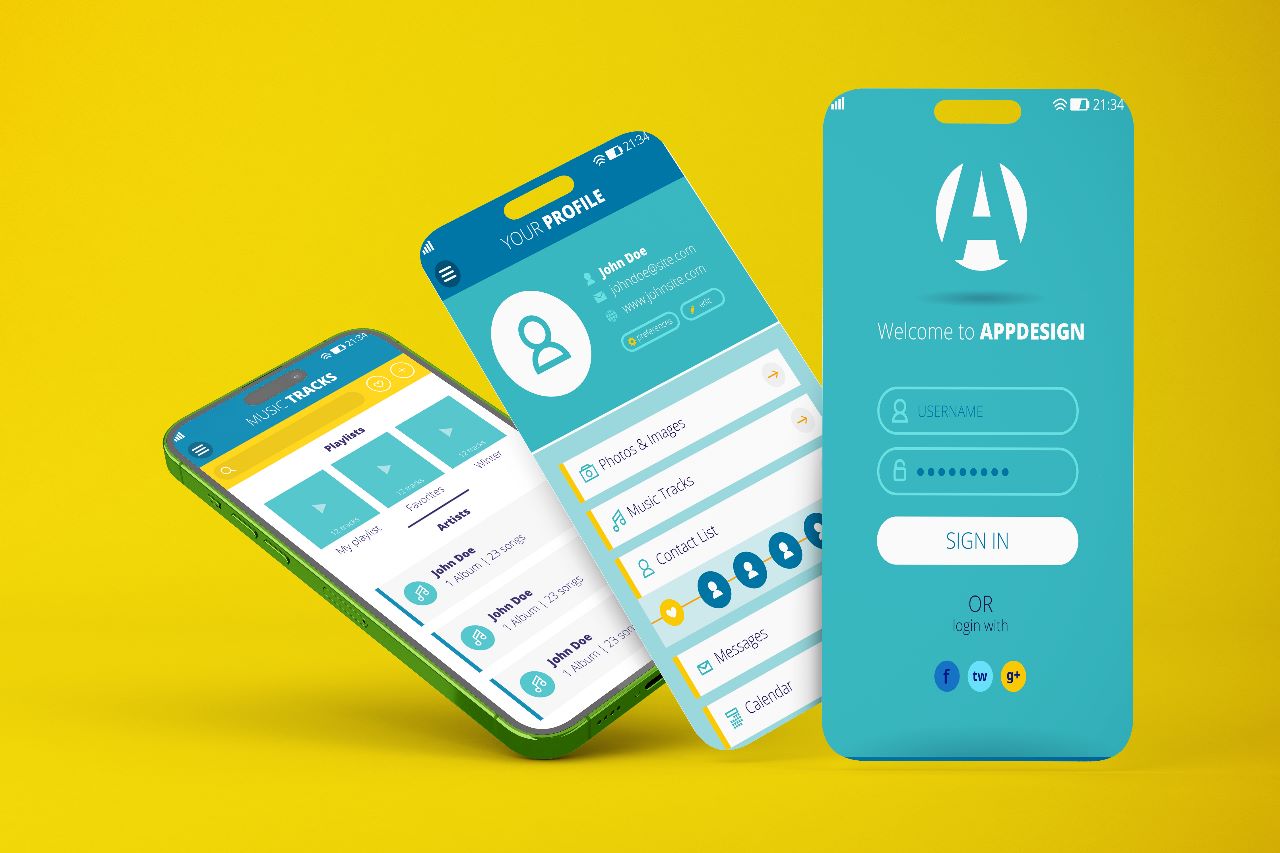 21:34
MUSIC TRACKS
Playlists
12 tracks
12 tracks
12 tracks
My playlist
Favorites
Winter
Artists
John Doe
1 Album | 23 songs
John Doe
1 Album | 23 songs
John Doe
1 Album | 23 son
21:34
YOUR PROFILE
John Doe
johndoe@site.com
www.johnsite.com
preferences
edit
Photos & Images
Music Tracks
Contact List
Messages
Calendar
21:34
A
Welcome to APPDESIGN
USERNAME
SIGN IN
OR
login with
f
tw
g+